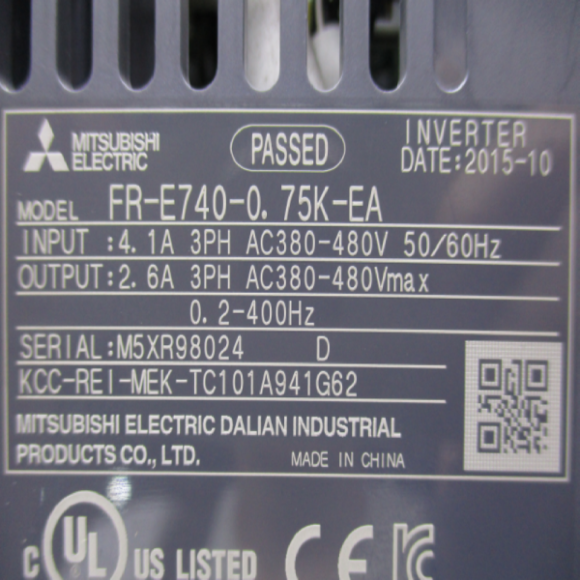 MITSUBISHI
ELECTRIC
PASSED
INVERTER
DATE:2015-10
MODEL FR-E740-0.75K-EA
INPUT :4.1A 3PH AC380-480V 50/60Hz
OUTPUT:2.6A 3PH AC380-480Vmax
0.2-400Hz
SERIAL:M5XR98024 D
KCC-REI-MEK-TC101A941G62
MITSUBISHI ELECTRIC DALIAN INDUSTRIAL
PRODUCTS CO., LTD. MADE IN CHINA
C UL US LISTED CE